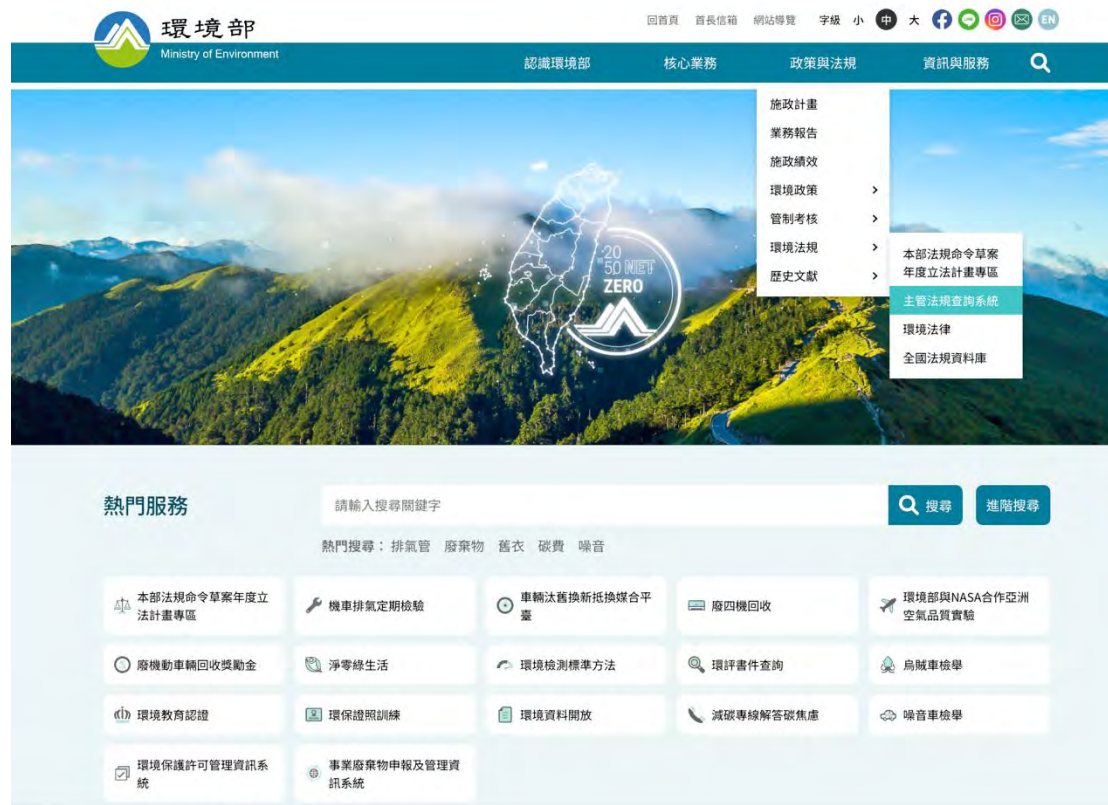 環境部
Ministry of Environment
回首頁 首長信箱 網站導覽 字級 小 中 大 EN
認識環境部 核心業務 政策與法規 資訊與服務
施政計畫
業務報告
施政績效
環境政策
管制考核
環境法規
歷史文獻
本部法規命令草案
年度立法計畫專區
主管法規查詢系統
環境法律
全國法規資料庫
20
50 NET
ZERO
熱門服務
請輸入搜尋關鍵字
搜尋
進階搜尋
熱門搜尋： 排氣管 廢棄物 舊衣 碳費 噪音
本部法規命令草案年度立
法計畫專區
機車排氣定期檢驗
車輛汰舊換新抵換媒合平
臺
廢四機回收
環境部與NASA合作亞洲
空氣品質實驗
廢機動車輛回收獎勵金
淨零綠生活
環境檢測標準方法
環評書件查詢
烏賊車檢舉
環境教育認證
環保證照訓練
環境資料開放
減碳專線解答碳焦慮
噪音車檢舉
環境保護許可管理資訊系
統
事業廢棄物申報及管理資
訊系統